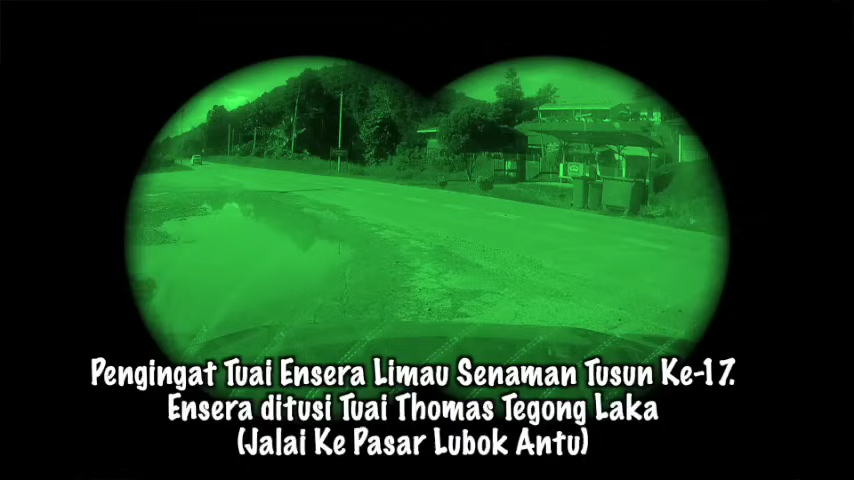 Pengingat Tuai Ensera Limau Senaman Tusun Ke-17.
Ensera ditusi Tuai Thomas Tegong Laka
(Jalai Ke Pasar Lubok Antu)